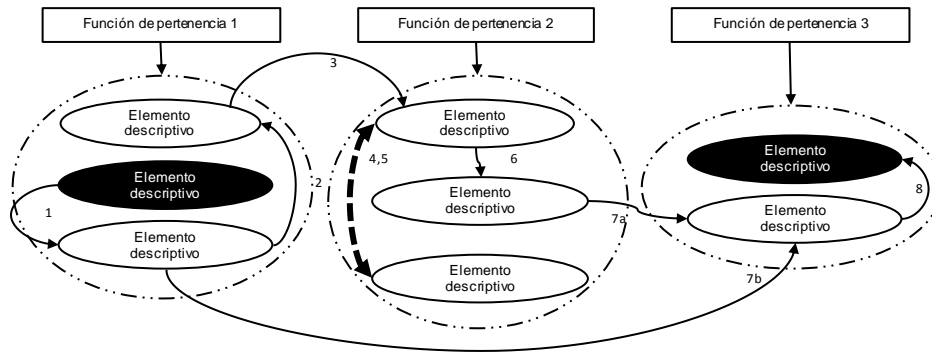 Función de pertenencia 1
Función de pertenencia 2
Función de pertenencia 3
3
Elemento
descriptivo
Elemento
descriptivo
Elemento
descriptivo
1
2
Elemento
descriptivo
4,5
6
Elemento
descriptivo
Elemento
descriptivo
7a
Elemento
descriptivo
Elemento
descriptivo
8
7b